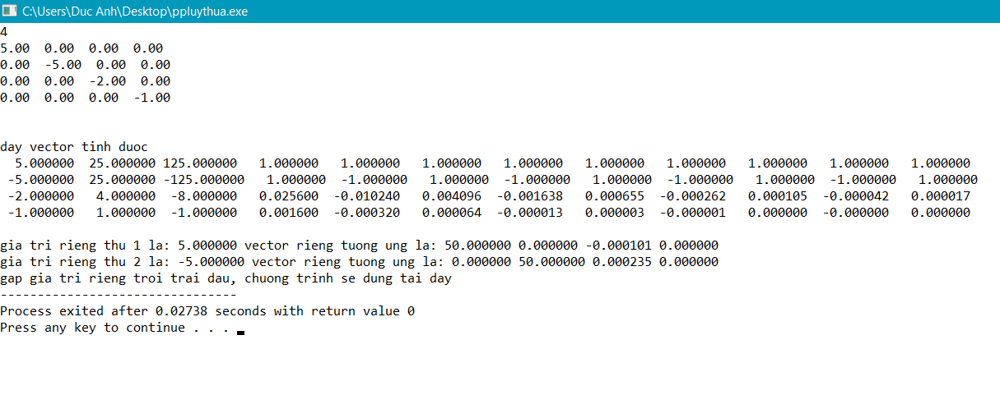 C:\Users\Duc Anh\Desktop\ppluythua.exe
4
5.00  0.00  0.00  0.00
0.00  -5.00  0.00  0.00
0.00  0.00  -2.00  0.00
0.00  0.00  0.00  -1.00
day vector tinh duoc
5.000000  25.000000 125.000000   1.000000   1.000000   1.000000   1.000000   1.000000   1.000000   1.000000   1.000000   1.000000
-5.000000  25.000000 -125.000000   1.000000  -1.000000   1.000000  -1.000000   1.000000  -1.000000   1.000000  -1.000000   1.000000
-2.000000   4.000000  -8.000000   0.025600  -0.010240   0.004096  -0.001638   0.000655  -0.000262   0.000105  -0.000042   0.000017
-1.000000   1.000000  -1.000000   0.001600  -0.000320   0.000064  -0.000013   0.000003  -0.000001   0.000000  -0.000000   0.000000
gia tri rieng thu 1 la: 5.000000 vector rieng tuong ung la: 50.000000 0.000000 -0.000101 0.000000
gia tri rieng thu 2 la: -5.000000 vector rieng tuong ung la: 0.000000 50.000000 0.000235 0.000000
gap gia tri rieng troi trai dau, chuong trinh se dung tai day
--------------------------------
Process exited after 0.02738 seconds with return value 0
Press any key to continue . . .